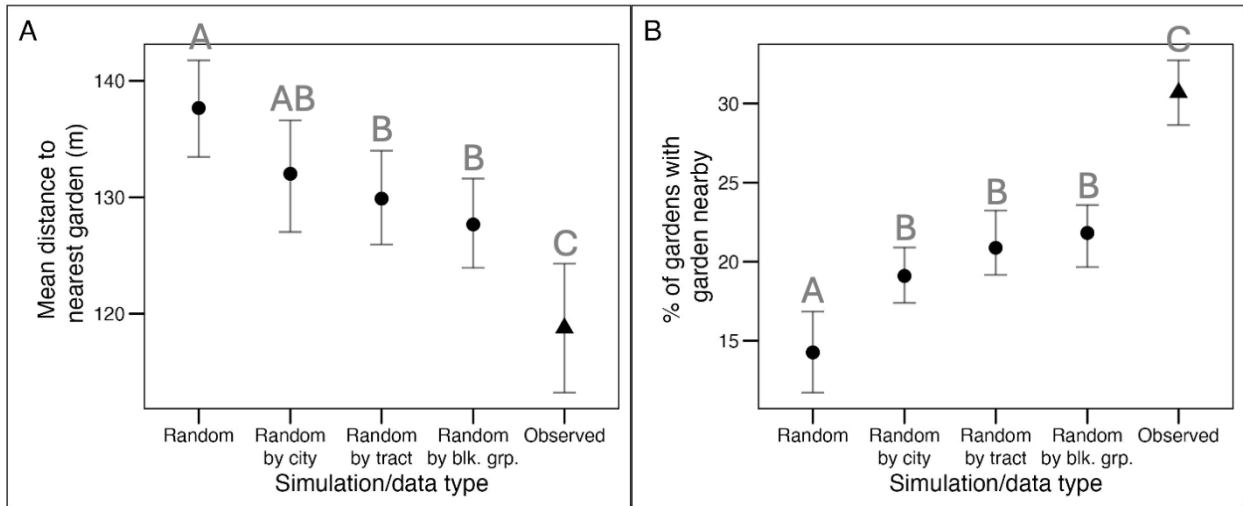 A
Mean distance to
nearest garden (m)
140
130
120
A
AB
B
B
C
Random
Random
by city
Random
by tract
Random
by blk. grp.
Observed
Simulation/data type
B
% of gardens with
garden nearby
30
25
20
15
A
B
B
B
C
Random
Random
by city
Random
by tract
Random
by blk. grp.
Observed
Simulation/data type